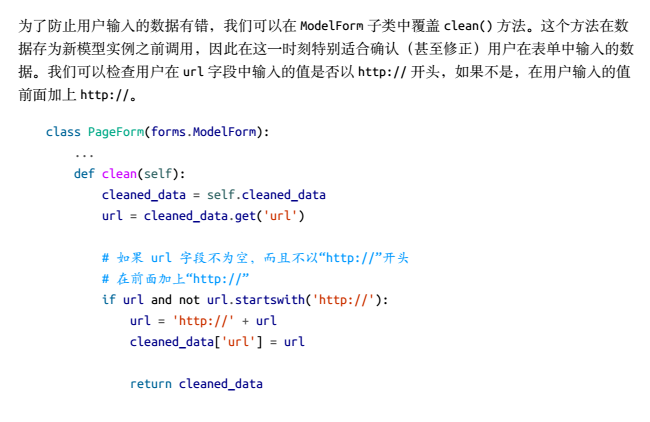 为了防止用户输入的数据有错，我们可以在 ModelForm 子类中覆盖 clean() 方法。这个方法在数
据存为新模型实例之前调用，因此在这一时刻特别适合确认（甚至修正）用户在表单中输入的数
据。我们可以检查用户在 url 字段中输入的值是否以 http:// 开头，如果不是，在用户输入的值
前面加上 http://。
class PageForm(forms.ModelForm):
    ...
    def clean(self):
        cleaned_data = self.cleaned_data
        url = cleaned_data.get('url')
        # 如果 url 字段不为空，而且不以“http://”开头
        # 在前面加上“http://”
        if url and not url.startswith('http://'):
            url = 'http://' + url
            cleaned_data['url'] = url
            return cleaned_data